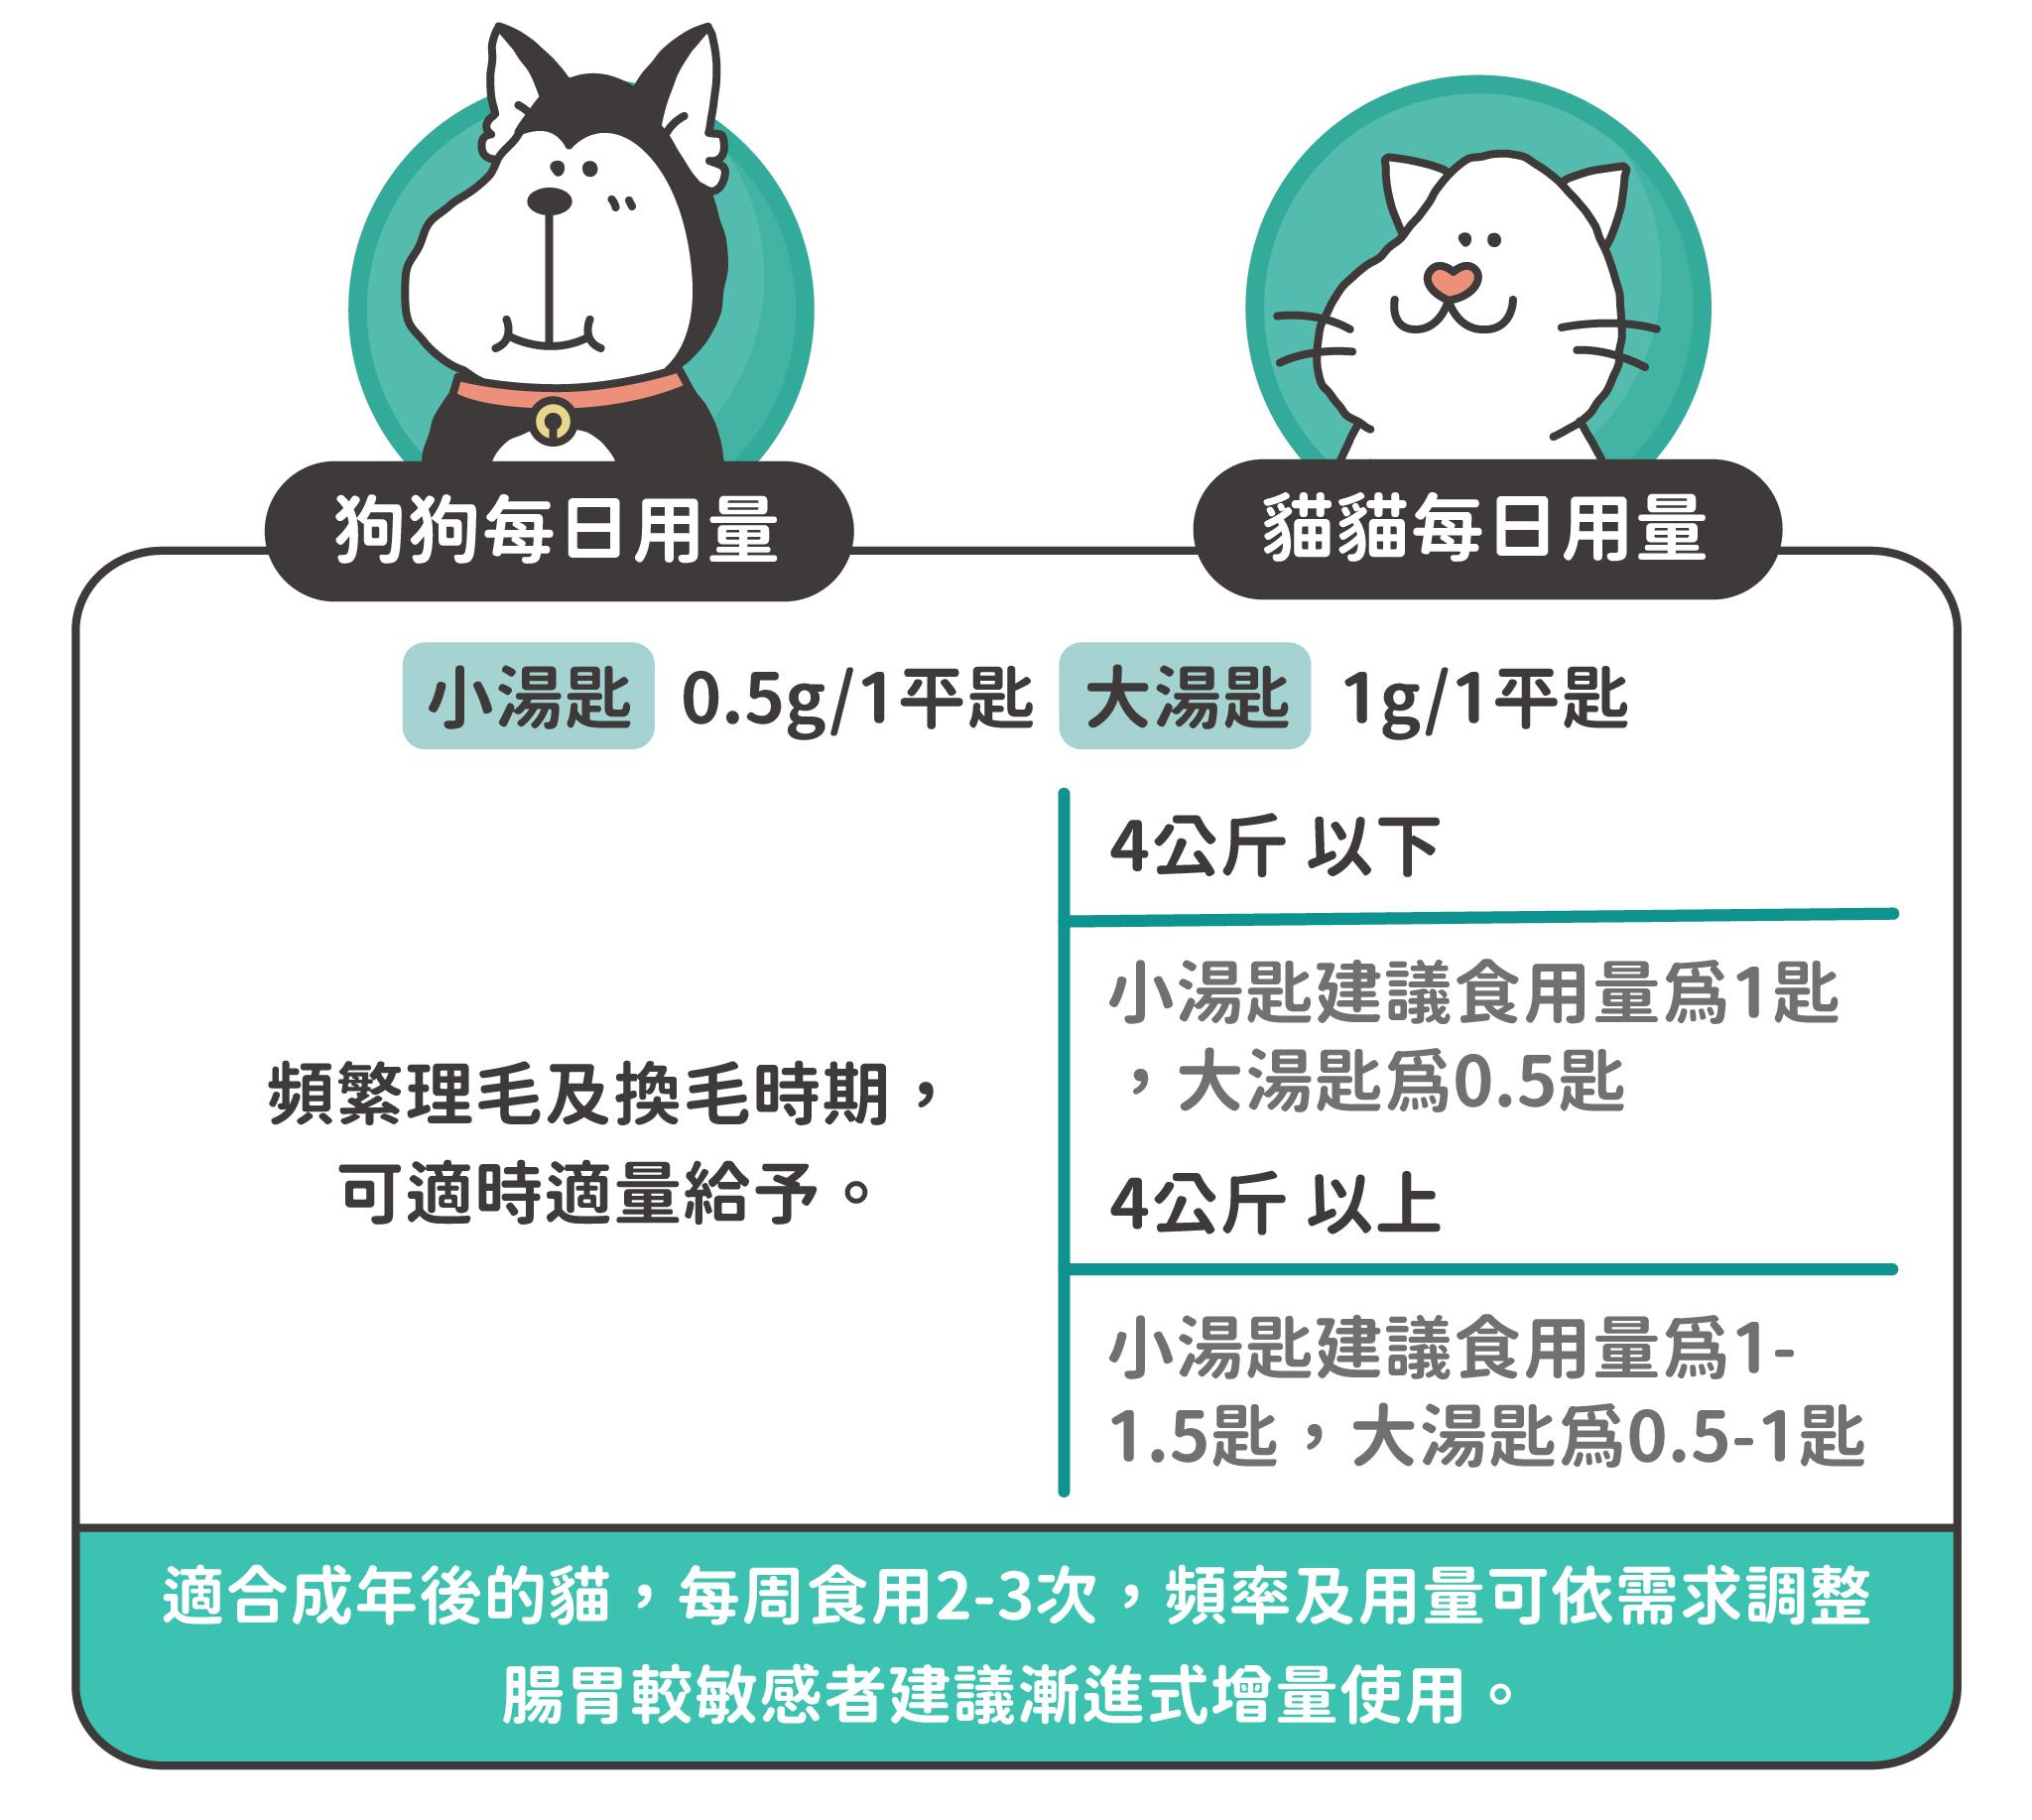 狗狗每日用量
貓貓每日用量
小湯匙 0.5g/1平匙 大湯匙 1g/1平匙
頻繁理毛及換毛時期，
可適時適量給予。
4公斤 以下
小湯匙建議食用量爲1匙
，大湯匙爲0.5匙
4公斤 以上
小湯匙建議食用量爲1-
1.5匙，大湯匙爲0.5-1匙
適合成年後的貓，每周食用2-3次，頻率及用量可依需求調整
腸胃較敏感者建議漸進式增量使用。